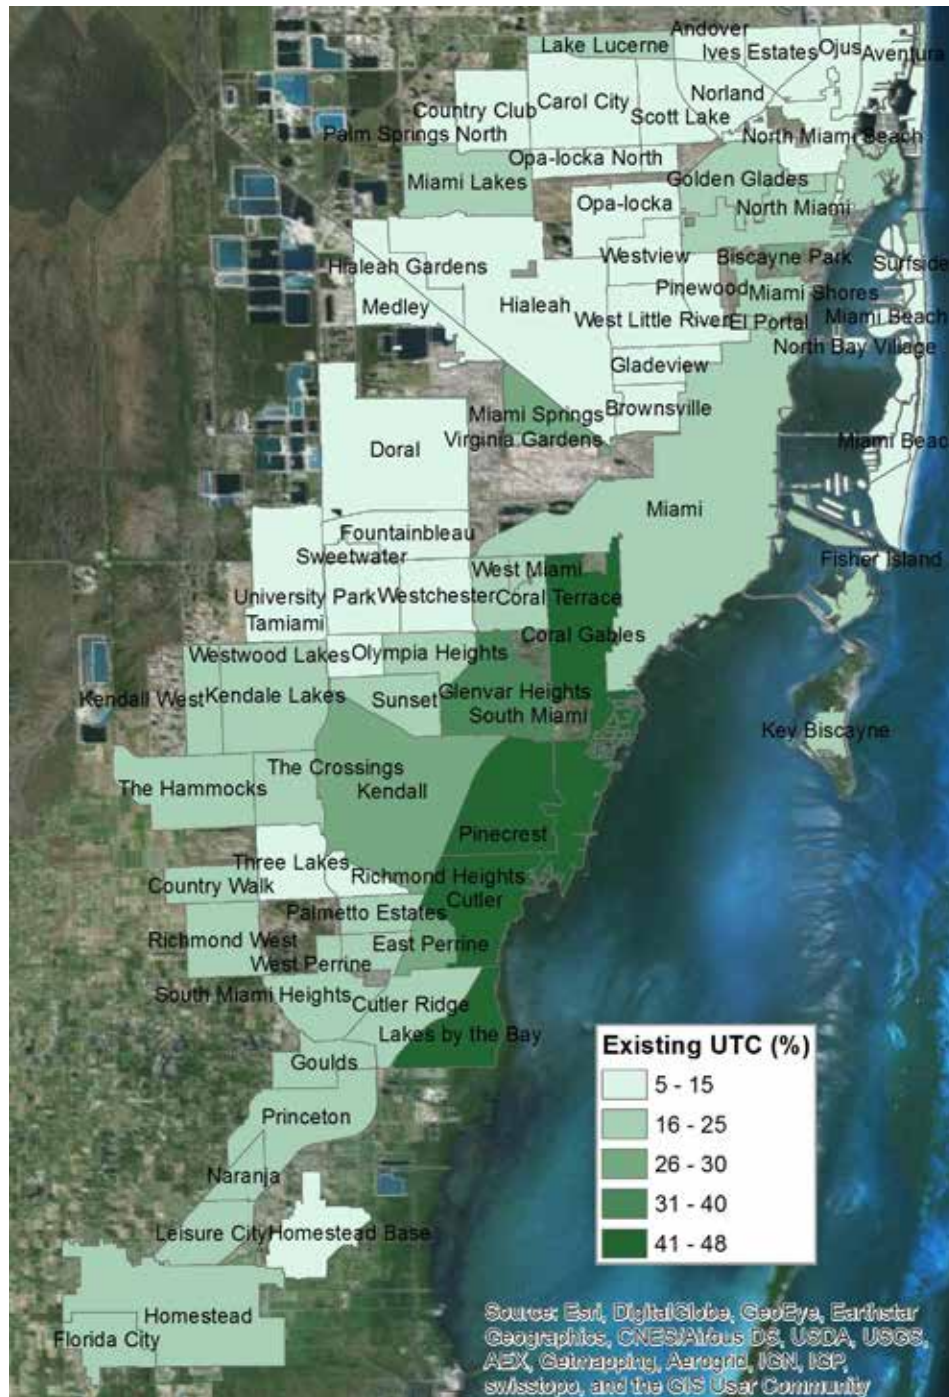 Andover
Lake Lucerne
Ives Estates
Ojus
Aventura
Norland
Carol City
Country Club
Scott Lake
Palm Springs North
North Miami Beach
Opa-locka North
Miami Lakes
Golden Glades
Opa-locka
North Miami
Westview
Biscayne Park
Surfside
Hialeah Gardens
Pinewood
Miami Shores
Medley
Hialeah
West Little River
El Portal
Miami Beach
North Bay Village
Gladeview
Miami Springs
Brownsville
Virginia Gardens
Miami Beac
Doral
Miami
Fountainbleau
Sweetwater
Fisher Island
West Miami
University Park
Westchester
Coral Terrace
Tamiami
Coral Gables
Westwood Lakes
Olympia Heights
Kendall West
Kendale Lakes
Sunset
Glenvar Heights
South Miami
Key Biscayne
The Crossings
The Hammocks
Kendall
Pinecrest
Three Lakes
Richmond Heights
Country Walk
Cutler
Palmetto Estates
Richmond West
East Perrine
West Perrine
South Miami Heights
Cutler Ridge
Lakes by the Bay
Goulds
Princeton
Naranja
Leisure City
Homestead Base
Homestead
Florida City
Existing UTC (%)
5 - 15
16 - 25
26 - 30
31 - 40
41 - 48
Source: Esri, DigitalGlobe, GeoEye, Earthstar
Geographics, CNES/Airbus DS, USDA, USGS,
AEX, Getmapping, Aerogrid, IGN, IGP,
swisstopo, and the GIS User Community